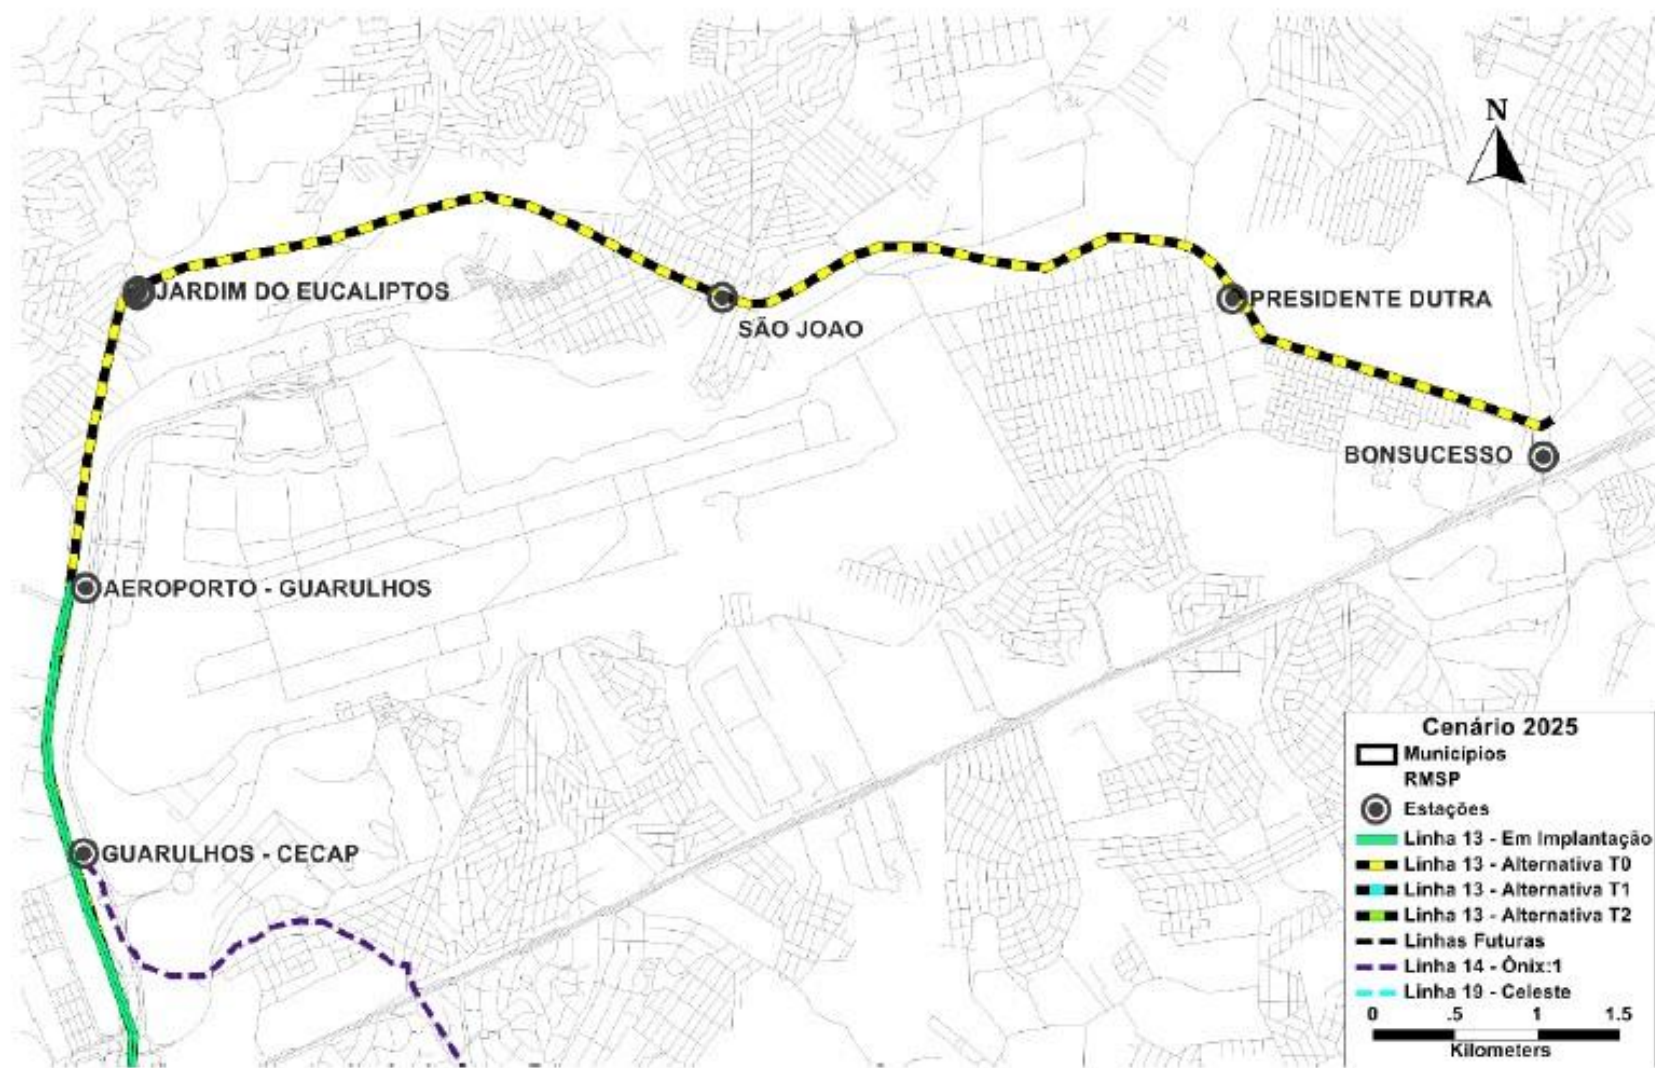 N
JARDIM DO EUCALIPTOS
PRESIDENTE DUTRA
SÃO JOAO
BONSUCESSO
AEROPORTO - GUARULHOS
GUARULHOS - CECAP
Cenário 2025
Municípios
RMSP
Estações
Linha 13 - Em Implantação
Linha 13 - Alternativa T0
Linha 13 - Alternativa T1
Linha 13 - Alternativa T2
Linhas Futuras
Linha 14 - Ônix:1
Linha 19 - Celeste
0 .5 1 1.5
Kilometers